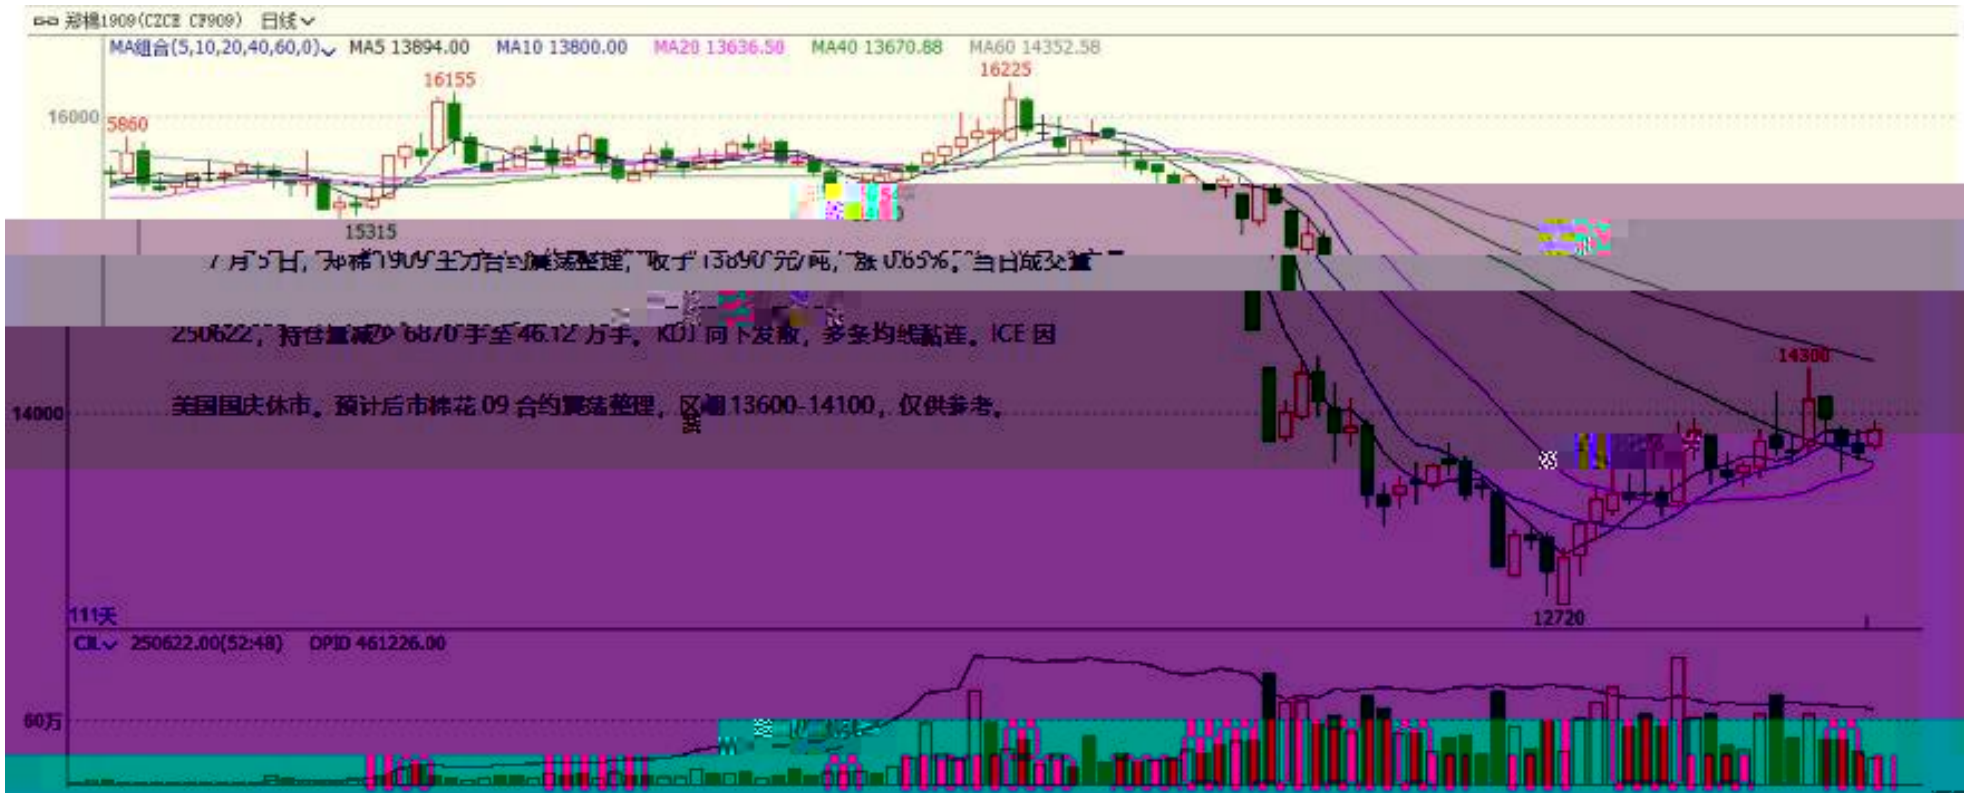 郑棉1909(CZCE CF909) 日线
MA组合(5,10,20,40,60,0) MA5 13894.00 MA10 13800.00 MA20 13636.50 MA40 13670.88 MA60 14352.58
16225
16155
16000
5860
15315
7月5日，郑棉1909主力合约震荡整理，收于13890元/吨，涨0.65%。当日成交量
250622，持仓量减少6870手至46.12万手。KDJ向下发散，多条均线黏连。ICE因
14300
美国国庆休市。预计后市棉花09合约震荡整理，区间13600-14100，仅供参考。
14000
111天
12720
CJL 250622.00(52:48) OPID 461226.00
60万